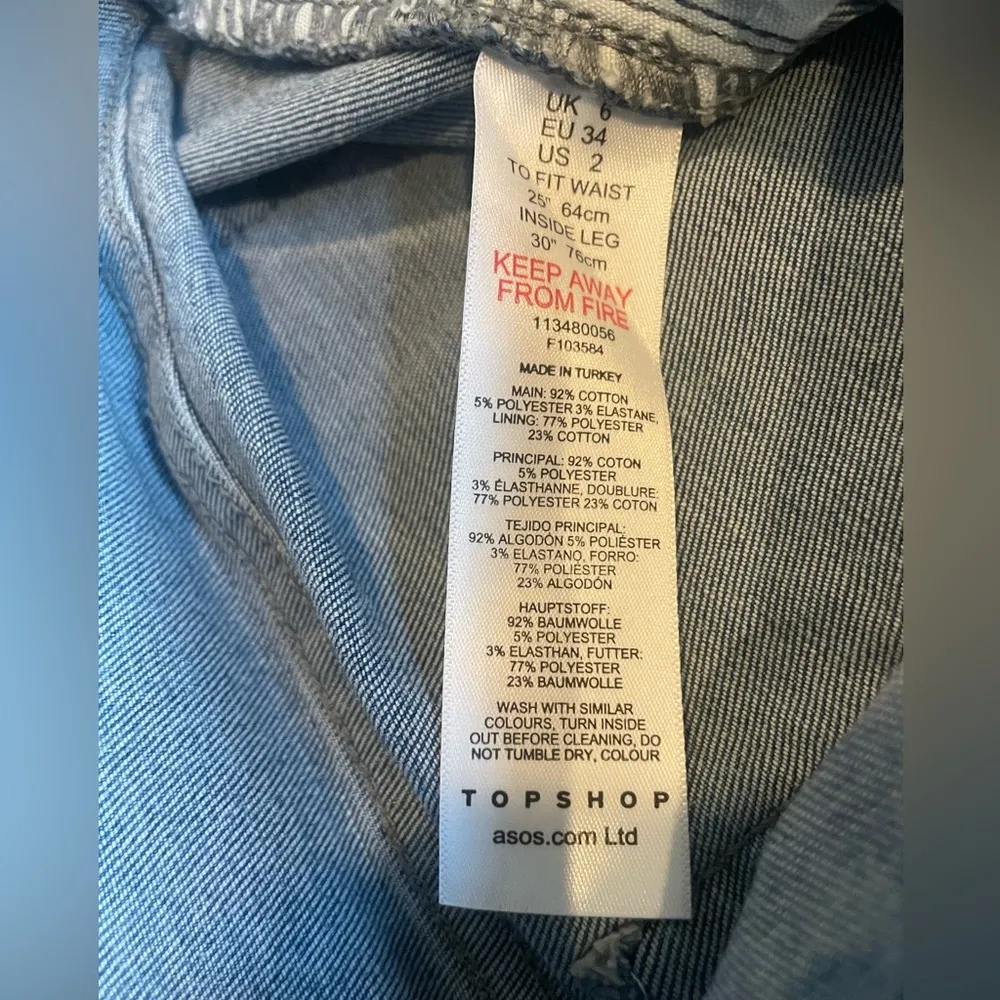 UK 6
EU 34
US 2
TO FIT WAIST
25" 64cm
INSIDE LEG
30" 76cm
KEEP AWAY
FROM FIRE
113480056
F103584
MADE IN TURKEY
MAIN: 92% COTTON
5% POLYESTER 3% ELASTANE,
LINING: 77% POLYESTER
23% COTTON
PRINCIPAL: 92% COTON
5% POLYESTER
3% ÉLASTHANNE, DOUBLURE:
77% POLYESTER 23% COTON
TEJIDO PRINCIPAL:
92% ALGODÓN 5% POLIÉSTER
3% ELASTANO, FORRO:
77% POLIÉSTER
23% ALGODÓN
HAUPTSTOFF:
92% BAUMWOLLE
5% POLYESTER
3% ELASTHAN, FUTTER:
77% POLYESTER
23% BAUMWOLLE
WASH WITH SIMILAR
COLOURS, TURN INSIDE
OUT BEFORE CLEANING, DO
NOT TUMBLE DRY, COLOUR
TOPSHOP
asos.com Ltd